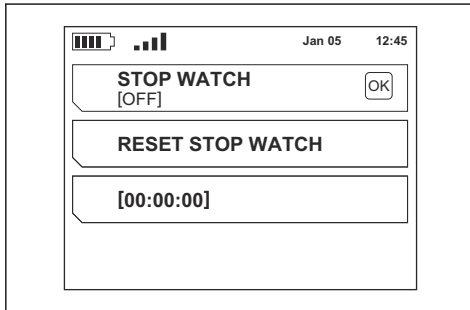 Jan 05 12:45
STOP WATCH
[OFF]
OK
RESET STOP WATCH
[00:00:00]